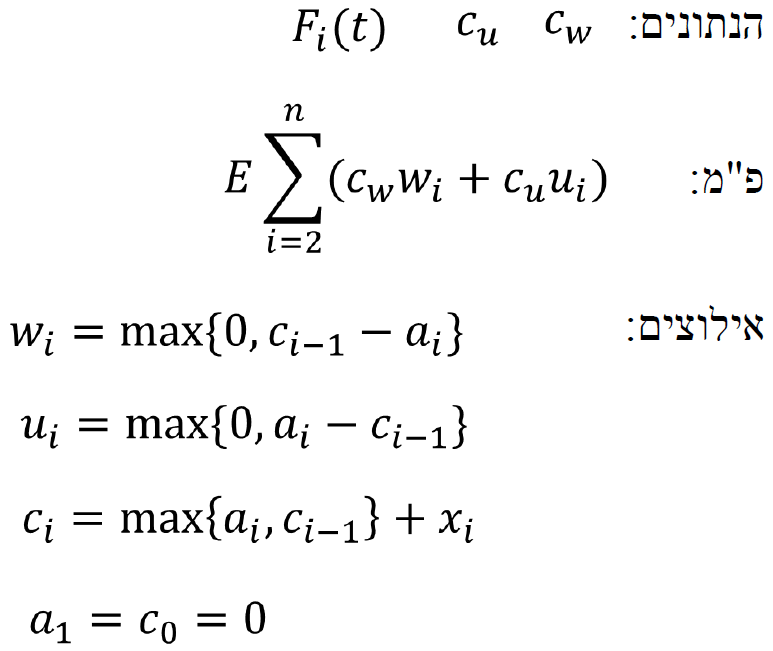 הנתונים: c_w c_u F_i(t)
פ"מ: E \sum_{i=2}^{n} (c_w w_i + c_u u_i)
אילוצים: w_i = max{0, c_{i−1} − a_i}
u_i = max{0, a_i − c_{i−1}}
c_i = max{a_i, c_{i−1}} + x_i
a_1 = c_0 = 0